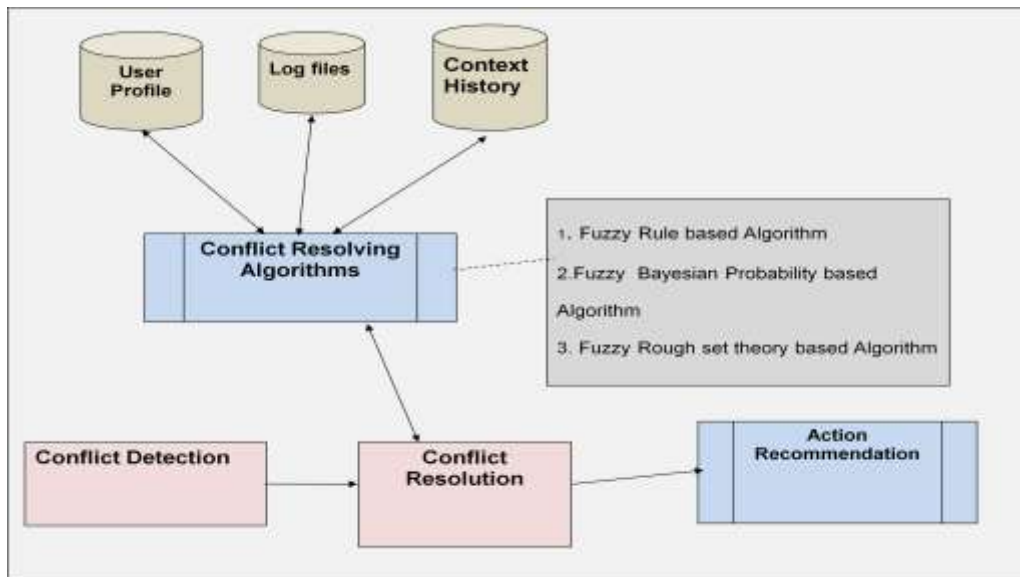 User
Profile
Log files
Context
History
Conflict Resolving
Algorithms
1. Fuzzy Rule based Algorithm
2.Fuzzy Bayesian Probability based
Algorithm
3. Fuzzy Rough set theory based Algorithm
Conflict Detection
Conflict
Resolution
Action
Recommendation